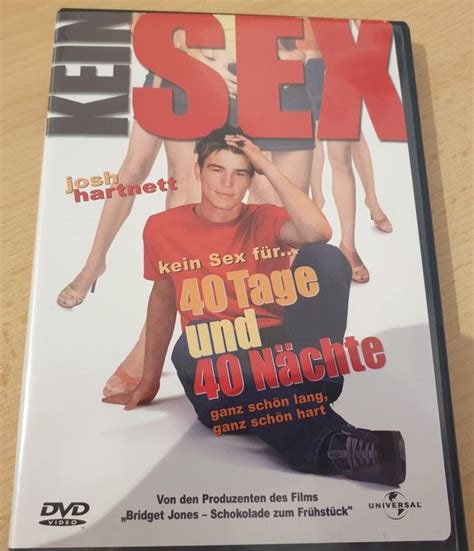 KEIN
SEX
josh
hartnett
kein Sex für...
40 Tage
und
40 Nächte
ganz schön lang,
ganz schön hart
DVD
VIDEO
Von den Produzenten des Films
„Bridget Jones – Schokolade zum Frühstück"
UNIVERSAL